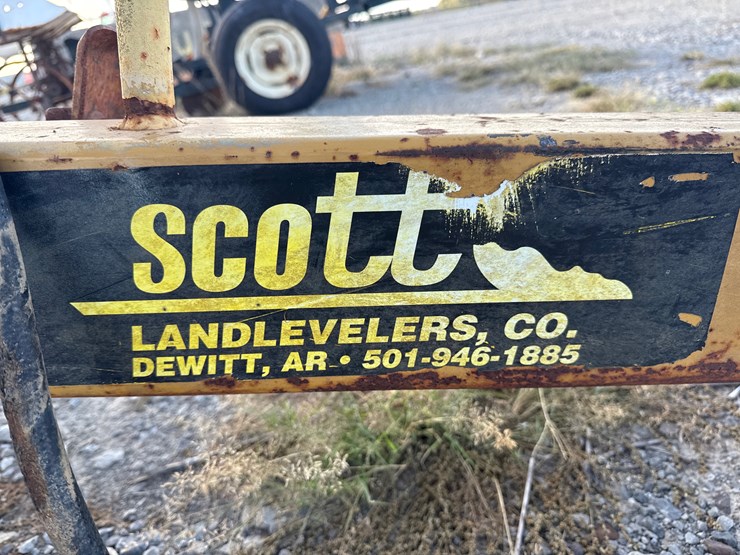 SCOtt
LANDLEVELERS, CO.
DEWITT, AR • 501-946-1885